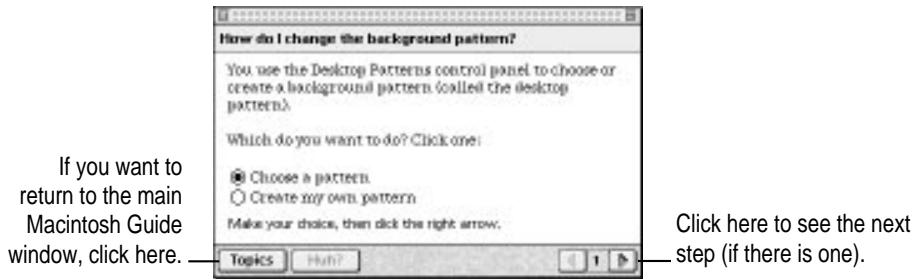 How do I change the background pattern?
You use the Desktop Patterns control panel to choose or
create a background pattern (called the desktop
pattern).
Which do you want to do? Click one:
Choose a pattern
Create my own pattern
Make your choice, then click the right arrow.
Topics
Huh?
1
If you want to
return to the main
Macintosh Guide
window, click here.
Click here to see the next
step (if there is one).